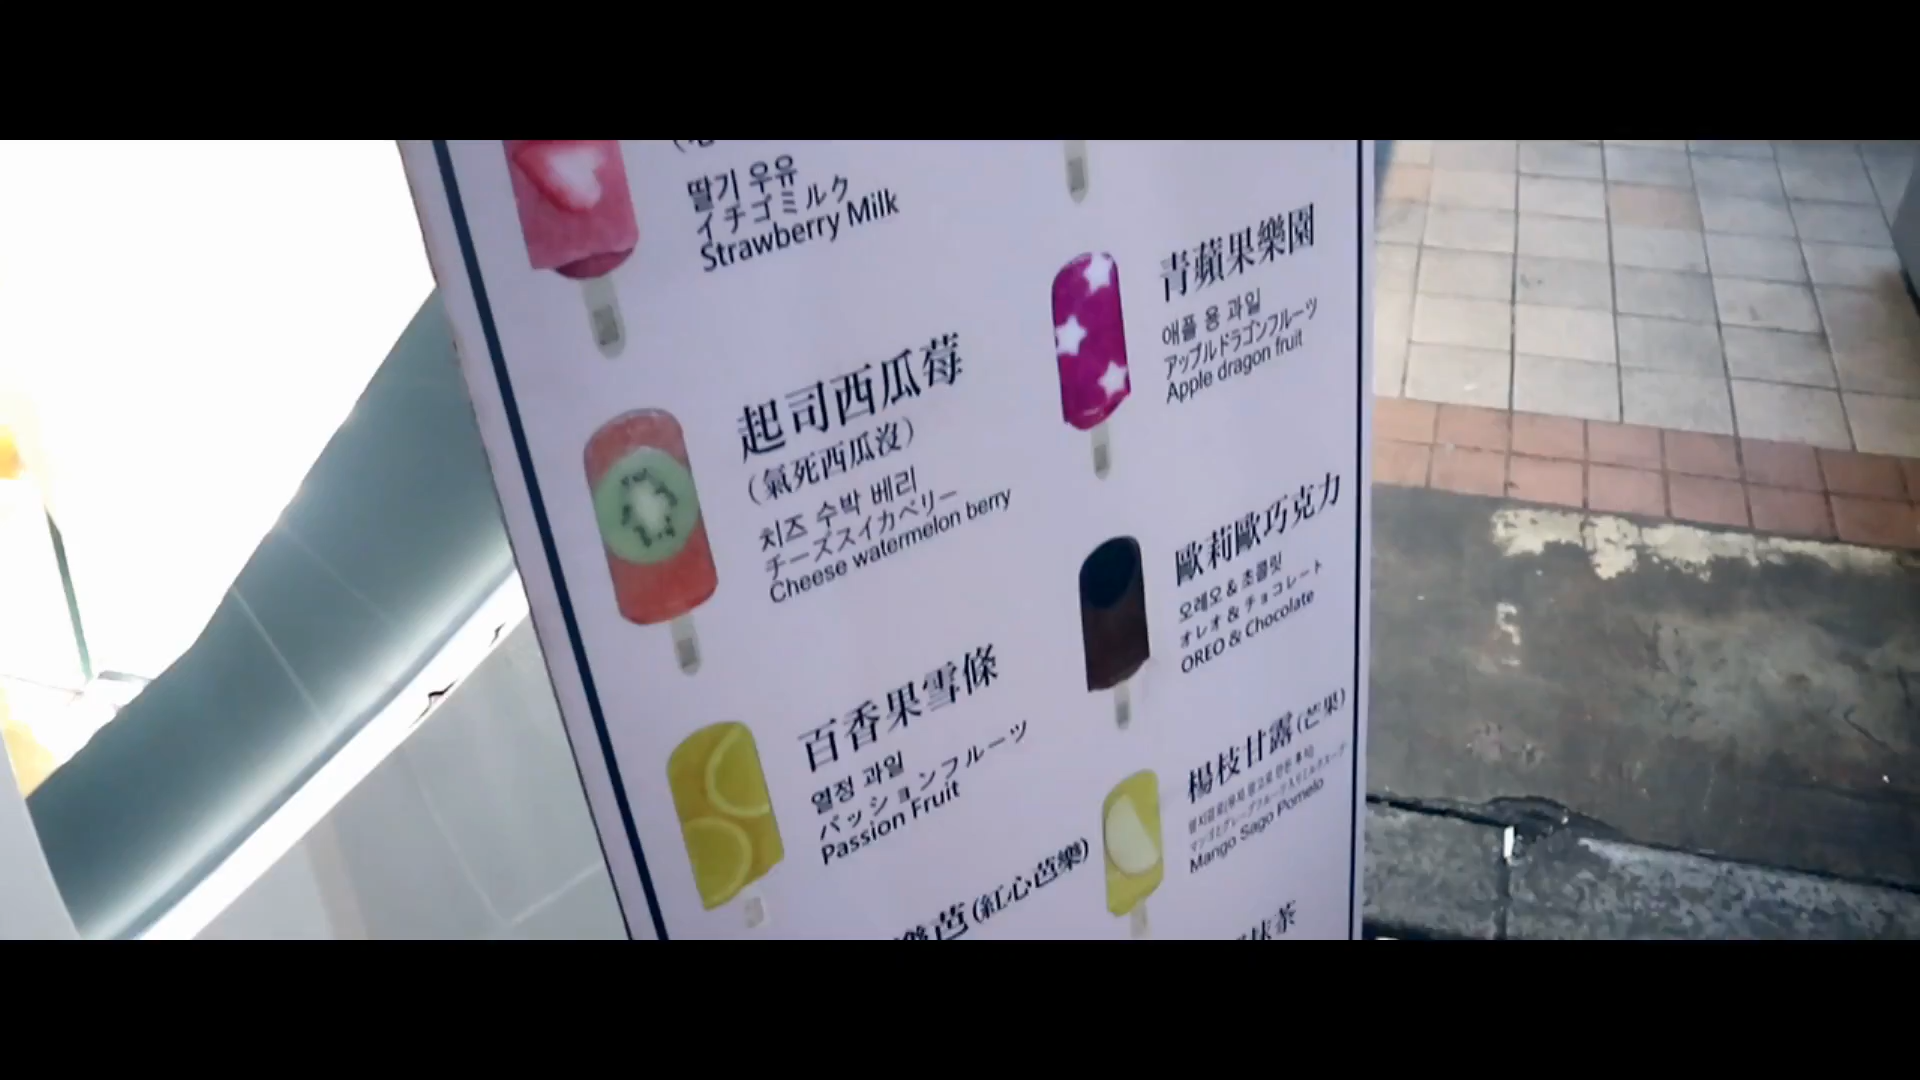 딸기 우유
イチゴミルク
Strawberry Milk
起司西瓜莓
(氣死西瓜沒)
치즈 수박 베리
チーズスイカベリー
Cheese watermelon berry
百香果雪條
열정 과일
パッションフルーツ
Passion Fruit
芭(紅心芭樂)
青蘋果樂園
애플 용 과일
アップルドラゴンフルーツ
Apple dragon fruit
歐莉歐巧克力
오레오 & 초콜릿
オレオ & チョコレート
OREO & Chocolate
楊枝甘露(芒果)
Mango Sago Pomelo
抹茶